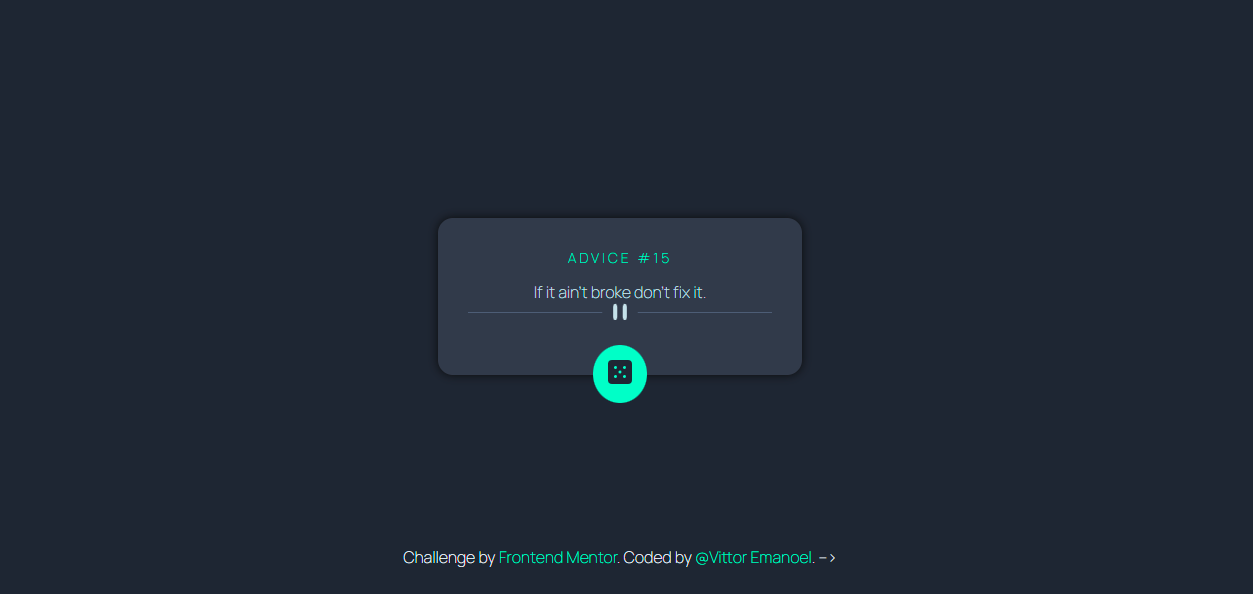 ADVICE #15
If it ain't broke don't fix it.
Challenge by Frontend Mentor. Coded by @Vittor Emanoel. -->